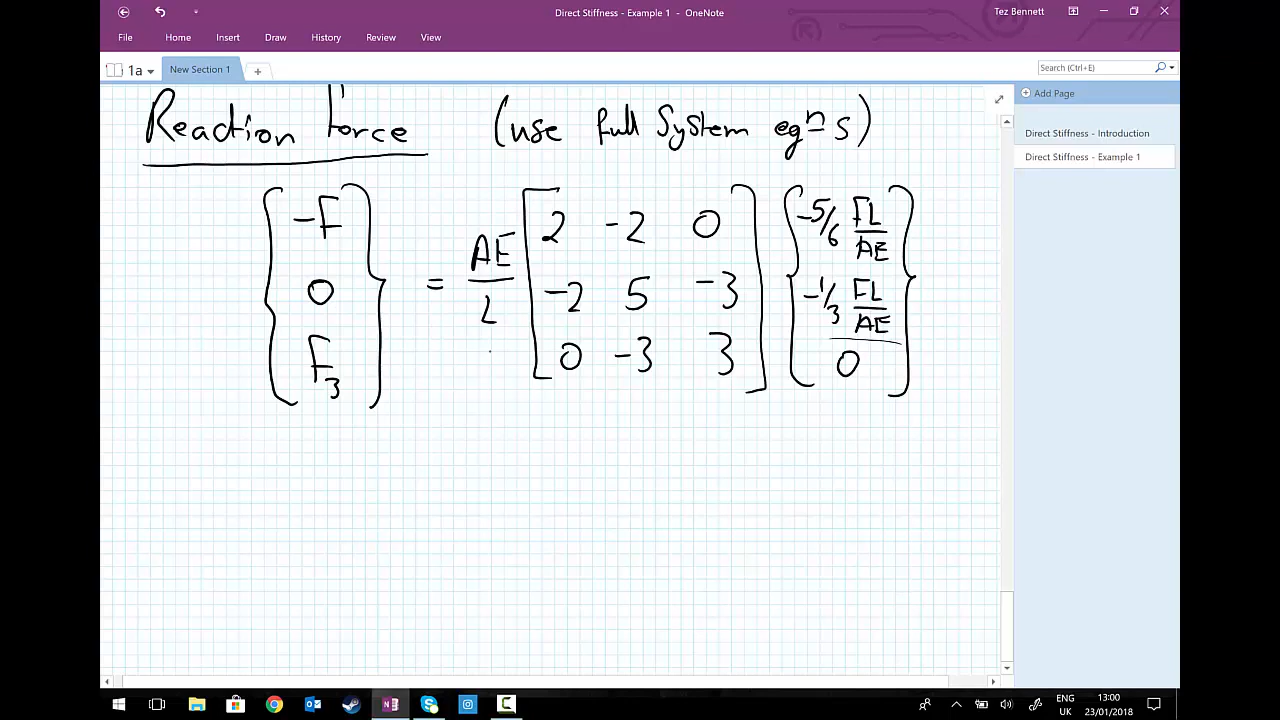 Direct Stiffness - Example 1 - OneNote
Tez Bennett
File Home Insert Draw History Review View
1a New Section 1 +
Search (Ctrl+E)
Add Page
Direct Stiffness - Introduction
Direct Stiffness - Example 1
Reaction Force (use full System eqⁿs)
{-F 0 F₃} = AE/L [2 -2 0
-2 5 -3
0 -3 3] {-5/6 FL/AE
-1/3 FL/AE
0}
ENG
UK
13:00
23/01/2018